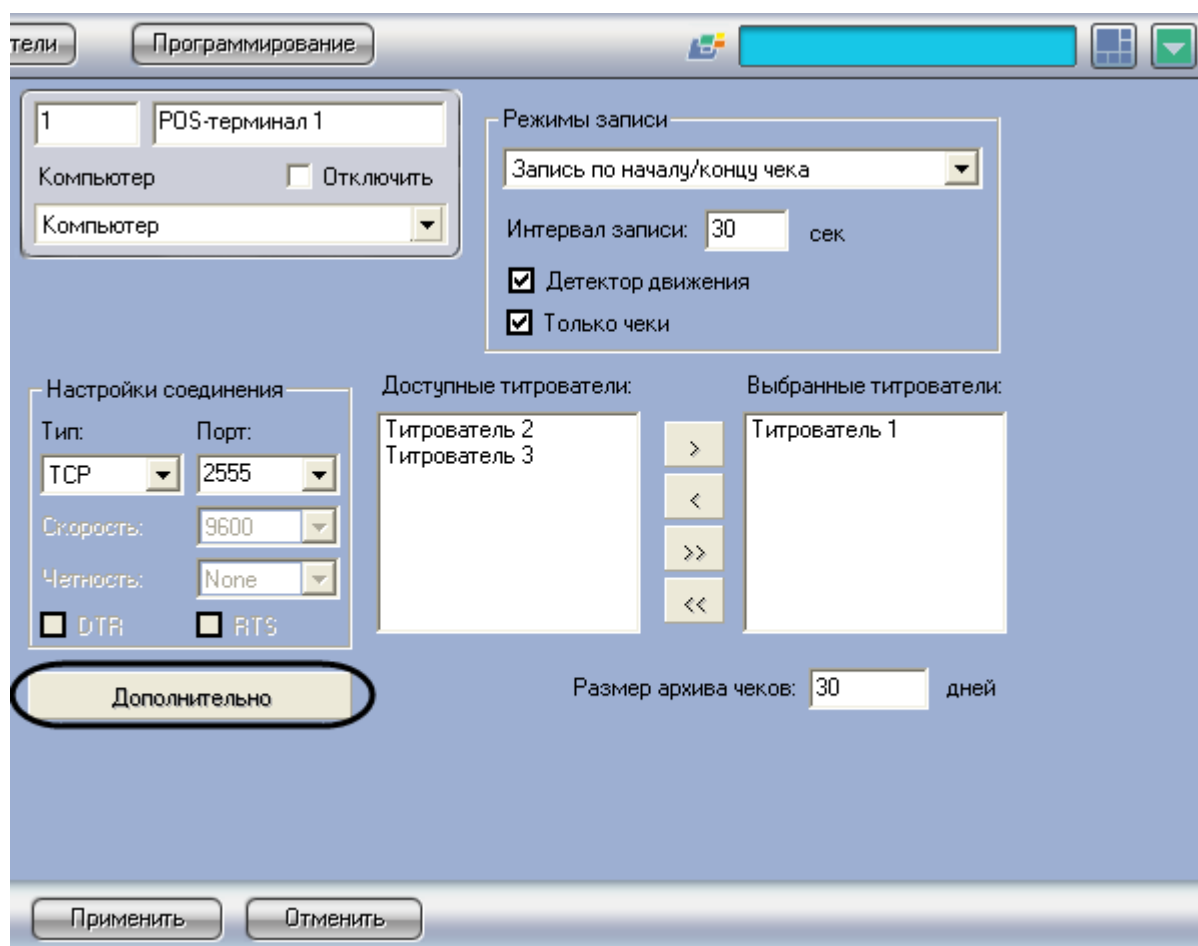 тели Программирование
1 POS-терминал 1
Компьютер Отключить
Компьютер
Режимы записи
Запись по началу/концу чека
Интервал записи: 30 сек
Детектор движения
Только чеки
Настройки соединения
Тип: Порт:
TCP 2555
Скорость: 9600
Четность: None
DTR RTS
Дополнительно
Доступные титрователи:
Титрователь 2
Титрователь 3
>
<
>>
<<
Выбранные титрователи:
Титрователь 1
Размер архива чеков: 30 дней
Применить Отменить